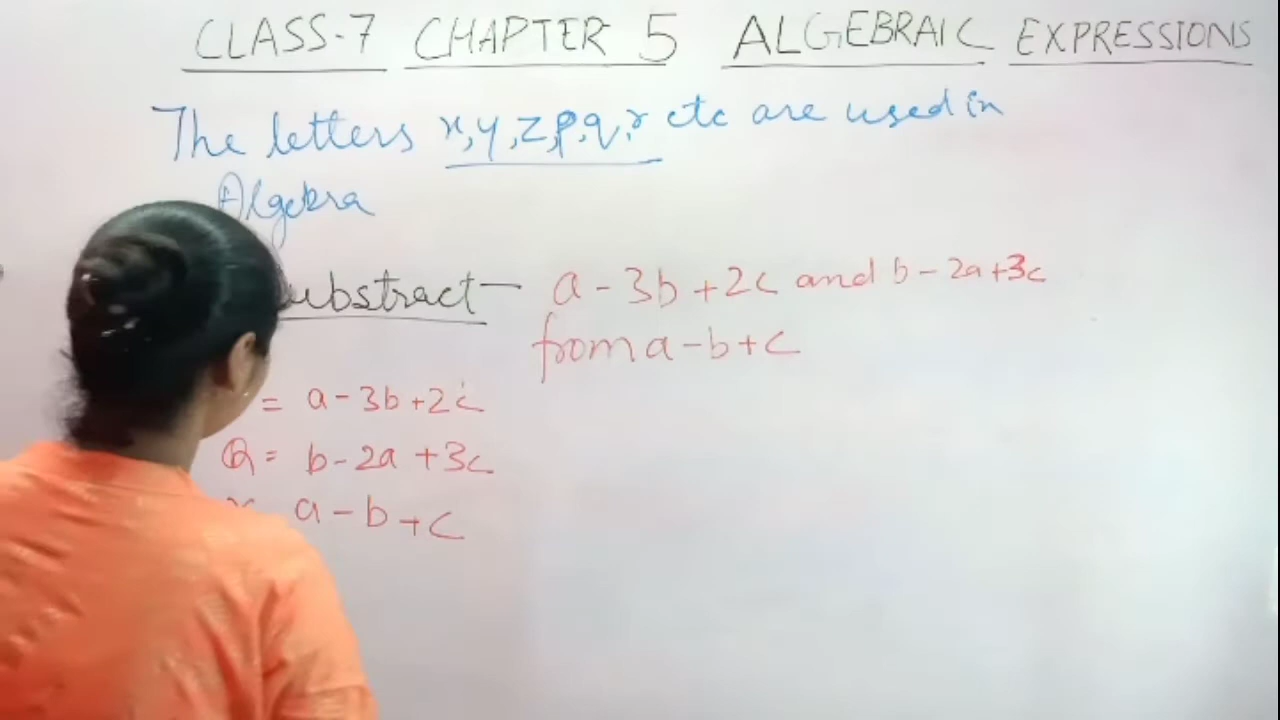 CLASS-7 CHAPTER 5 ALGEBRAIC EXPRESSIONS
The letters x,y,z,p,q,r etc are used in
Algebra
Substract- a-3b+2c and b-2a+3c
from a-b+c
= a-3b+2c
Q= b-2a+3c
a-b+c